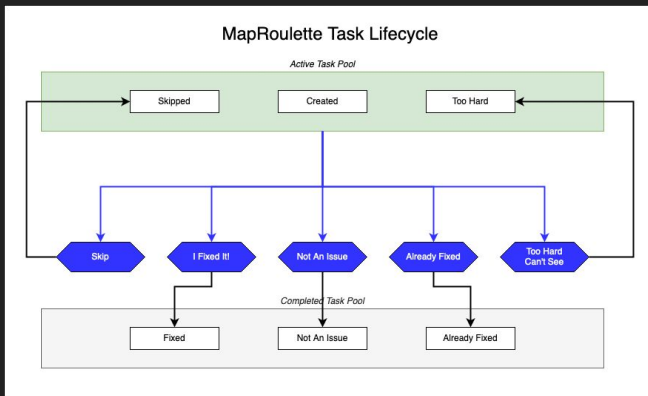 MapRoulette Task Lifecycle
Active Task Pool
Skipped
Created
Too Hard
Skip
I Fixed It!
Not An Issue
Already Fixed
Too Hard
Can't See
Completed Task Pool
Fixed
Not An Issue
Already Fixed